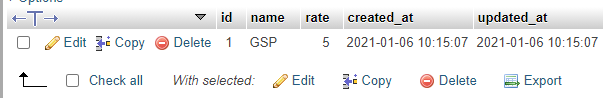 Options
id name rate created_at updated_at
Edit Copy Delete 1 GSP 5 2021-01-06 10:15:07 2021-01-06 10:15:07
Check all With selected: Edit Copy Delete Export